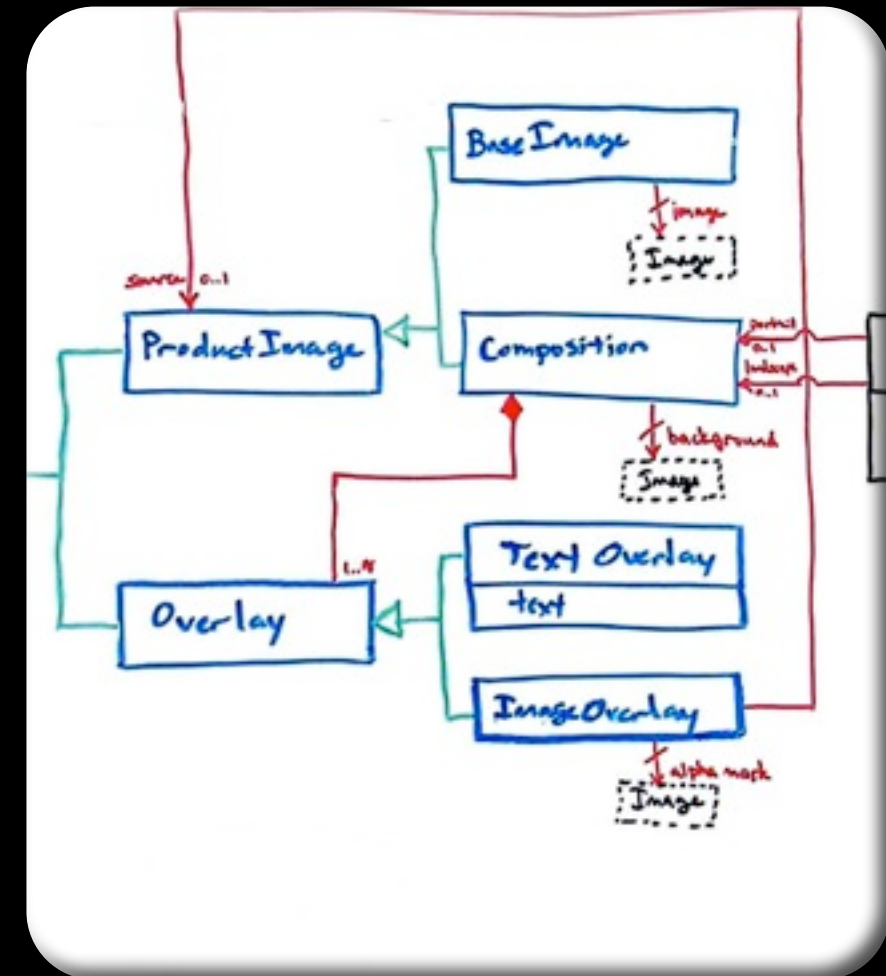 BaseImage
image
Image
source 0..1
ProductImage
Composition
portrait
0..1
landscape
0..1
background
Image
1..*
Text Overlay
text
Overlay
ImageOverlay
alpha mask
Image